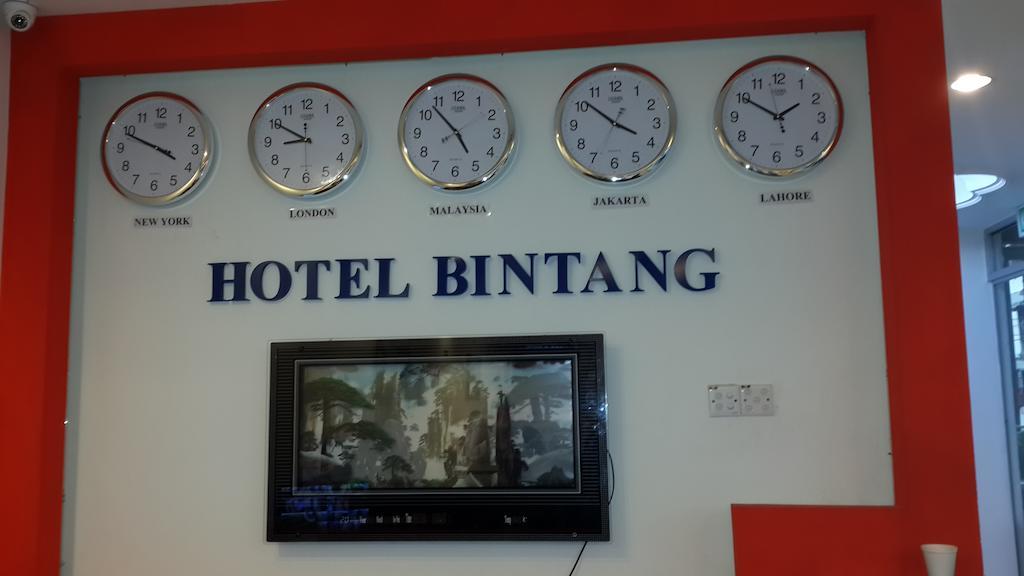 NEW YORK
LONDON
MALAYSIA
JAKARTA
LAHORE
HOTEL BINTANG